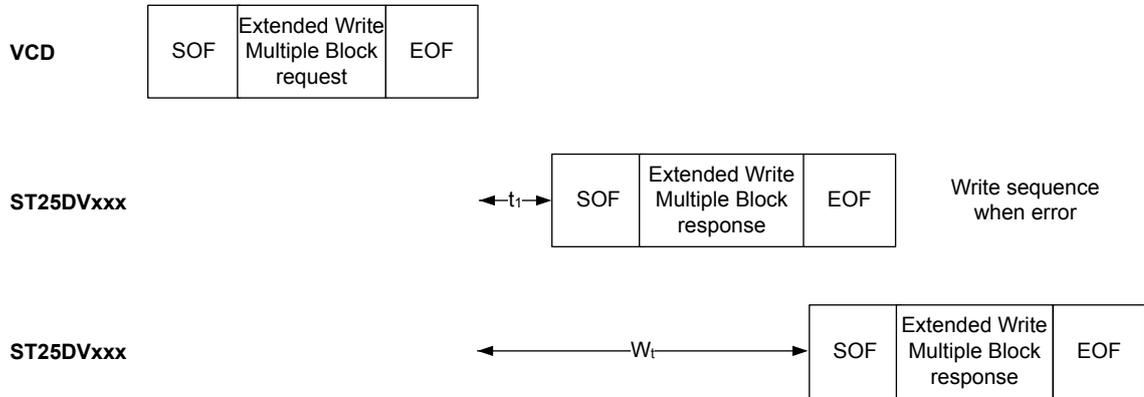 VCD
SOF
Extended Write
Multiple Block
request
EOF
ST25DVxxx
t1
SOF
Extended Write
Multiple Block
response
EOF
Write sequence
when error
ST25DVxxx
Wt
SOF
Extended Write
Multiple Block
response
EOF